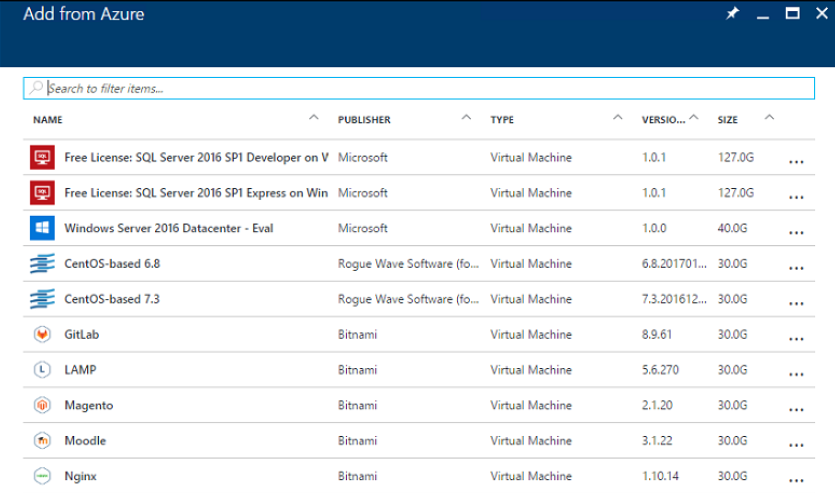 Add from Azure
Search to filter items...
NAME PUBLISHER TYPE VERSIO... SIZE
Free License: SQL Server 2016 SP1 Developer on V Microsoft Virtual Machine 1.0.1 127.0G ...
Free License: SQL Server 2016 SP1 Express on Win Microsoft Virtual Machine 1.0.1 127.0G ...
Windows Server 2016 Datacenter - Eval Microsoft Virtual Machine 1.0.0 40.0G ...
CentOS-based 6.8 Rogue Wave Software (fo... Virtual Machine 6.8.201701... 30.0G ...
CentOS-based 7.3 Rogue Wave Software (fo... Virtual Machine 7.3.201612... 30.0G ...
GitLab Bitnami Virtual Machine 8.9.61 30.0G ...
L LAMP Bitnami Virtual Machine 5.6.270 30.0G ...
Magento Bitnami Virtual Machine 2.1.20 30.0G ...
m Moodle Bitnami Virtual Machine 3.1.22 30.0G ...
Nginx Bitnami Virtual Machine 1.10.14 30.0G ...